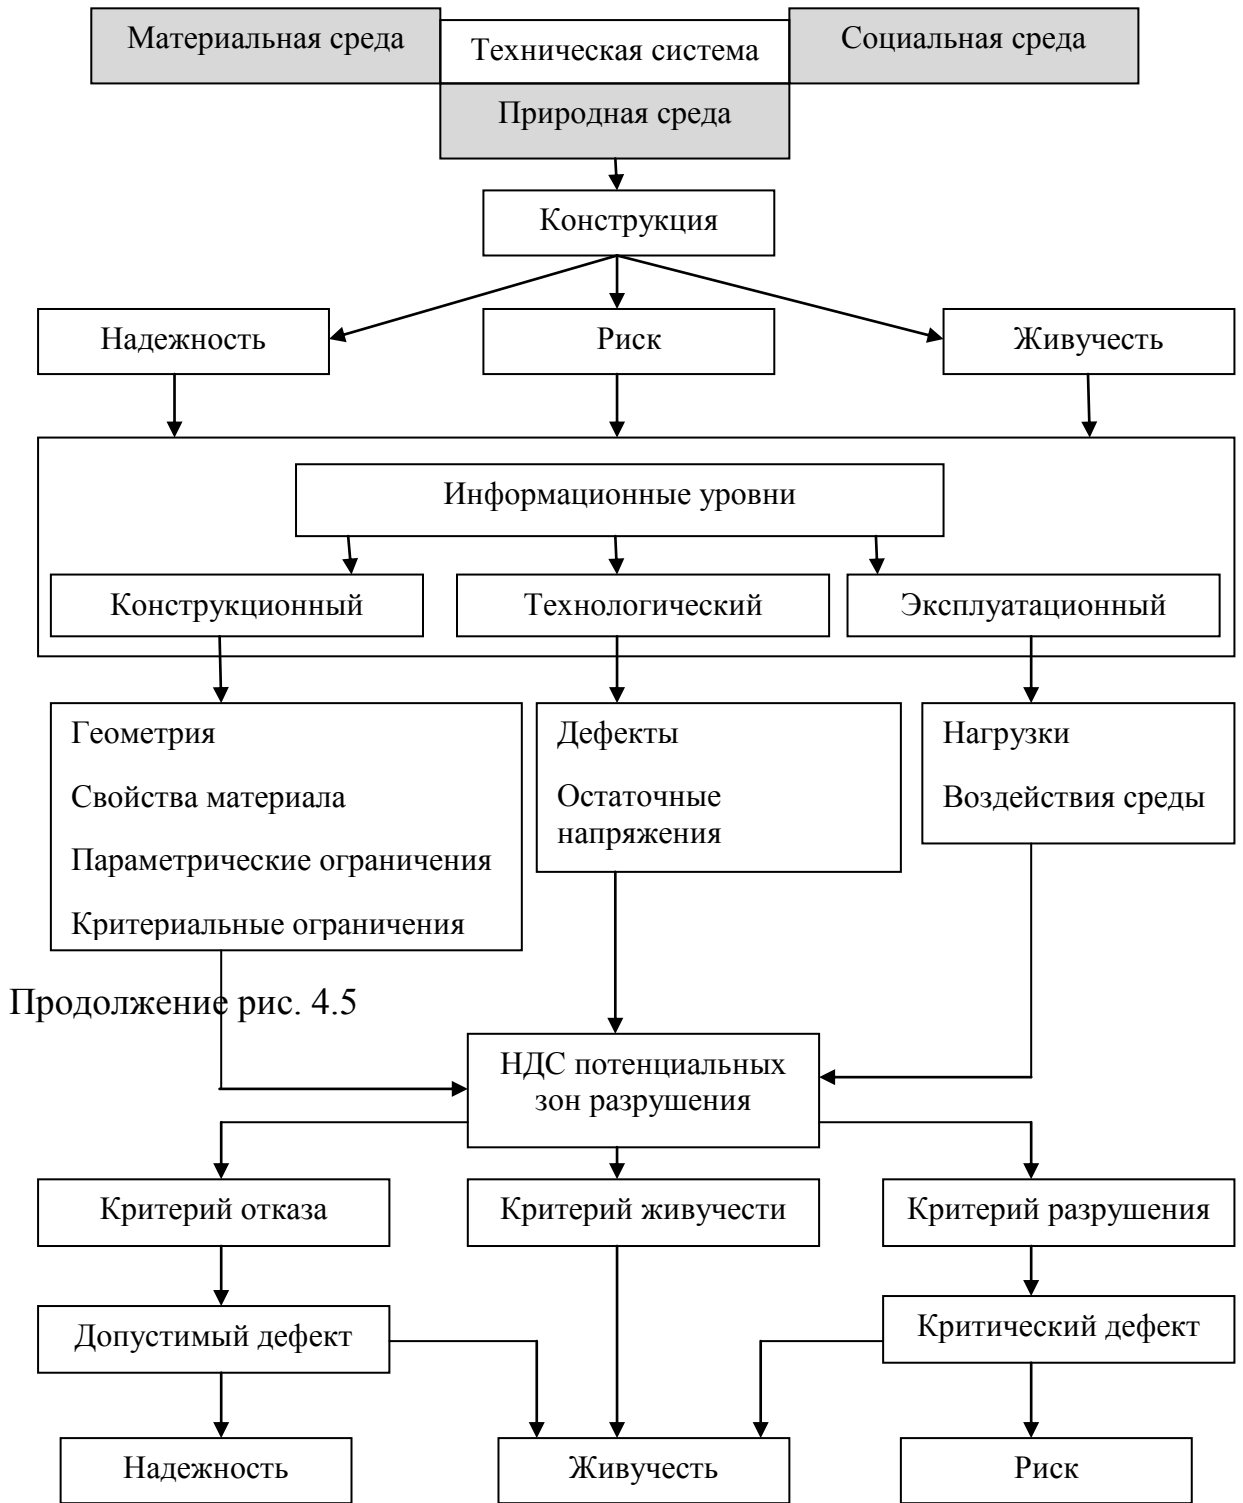 Материальная среда
Техническая система
Социальная среда
Природная среда
Конструкция
Надежность
Риск
Живучесть
Информационные уровни
Конструкционный
Технологический
Эксплуатационный
Геометрия
Свойства материала
Параметрические ограничения
Критериальные ограничения
Дефекты
Остаточные
напряжения
Нагрузки
Воздействия среды
Продолжение рис. 4.5
НДС потенциальных
зон разрушения
Критерий отказа
Критерий живучести
Критерий разрушения
Допустимый дефект
Критический дефект
Надежность
Живучесть
Риск